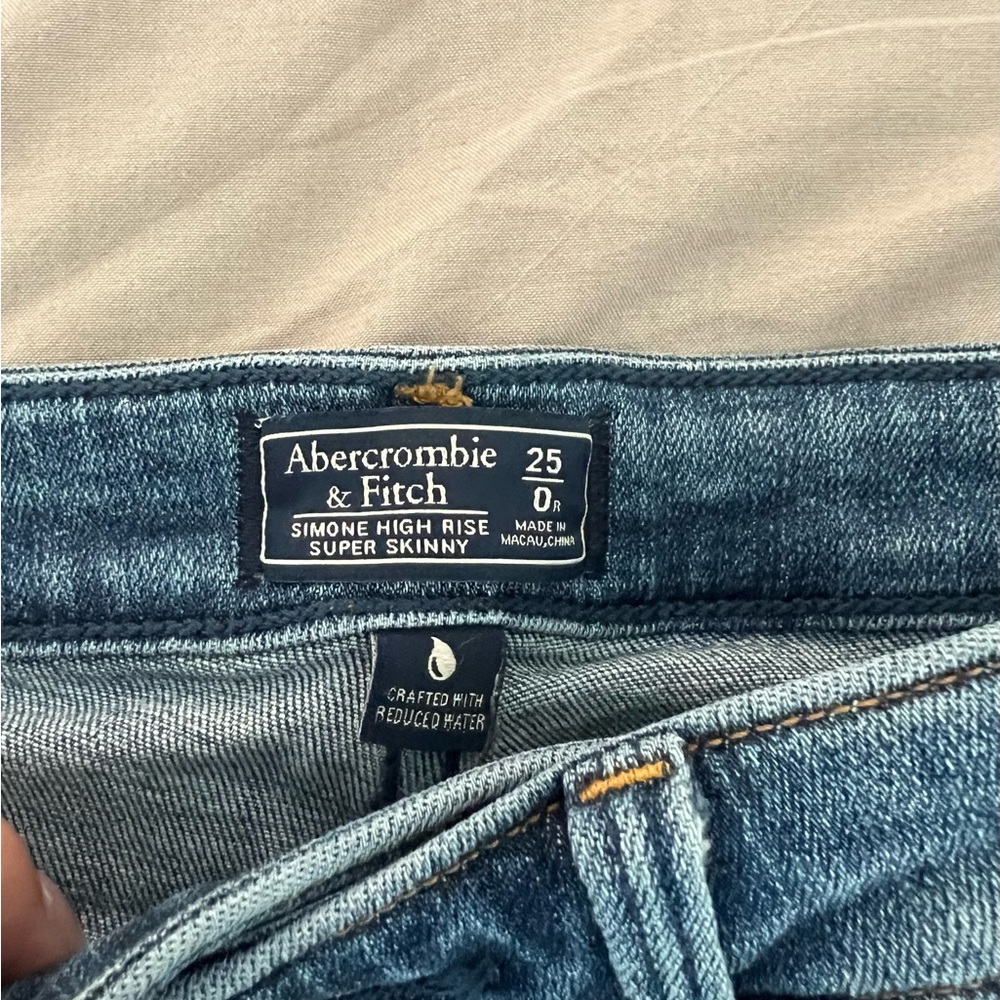 Abercrombie
& Fitch
SIMONE HIGH RISE
SUPER SKINNY
25
0R
MADE IN
MACAU, CHINA
CRAFTED WITH
REDUCED WATER